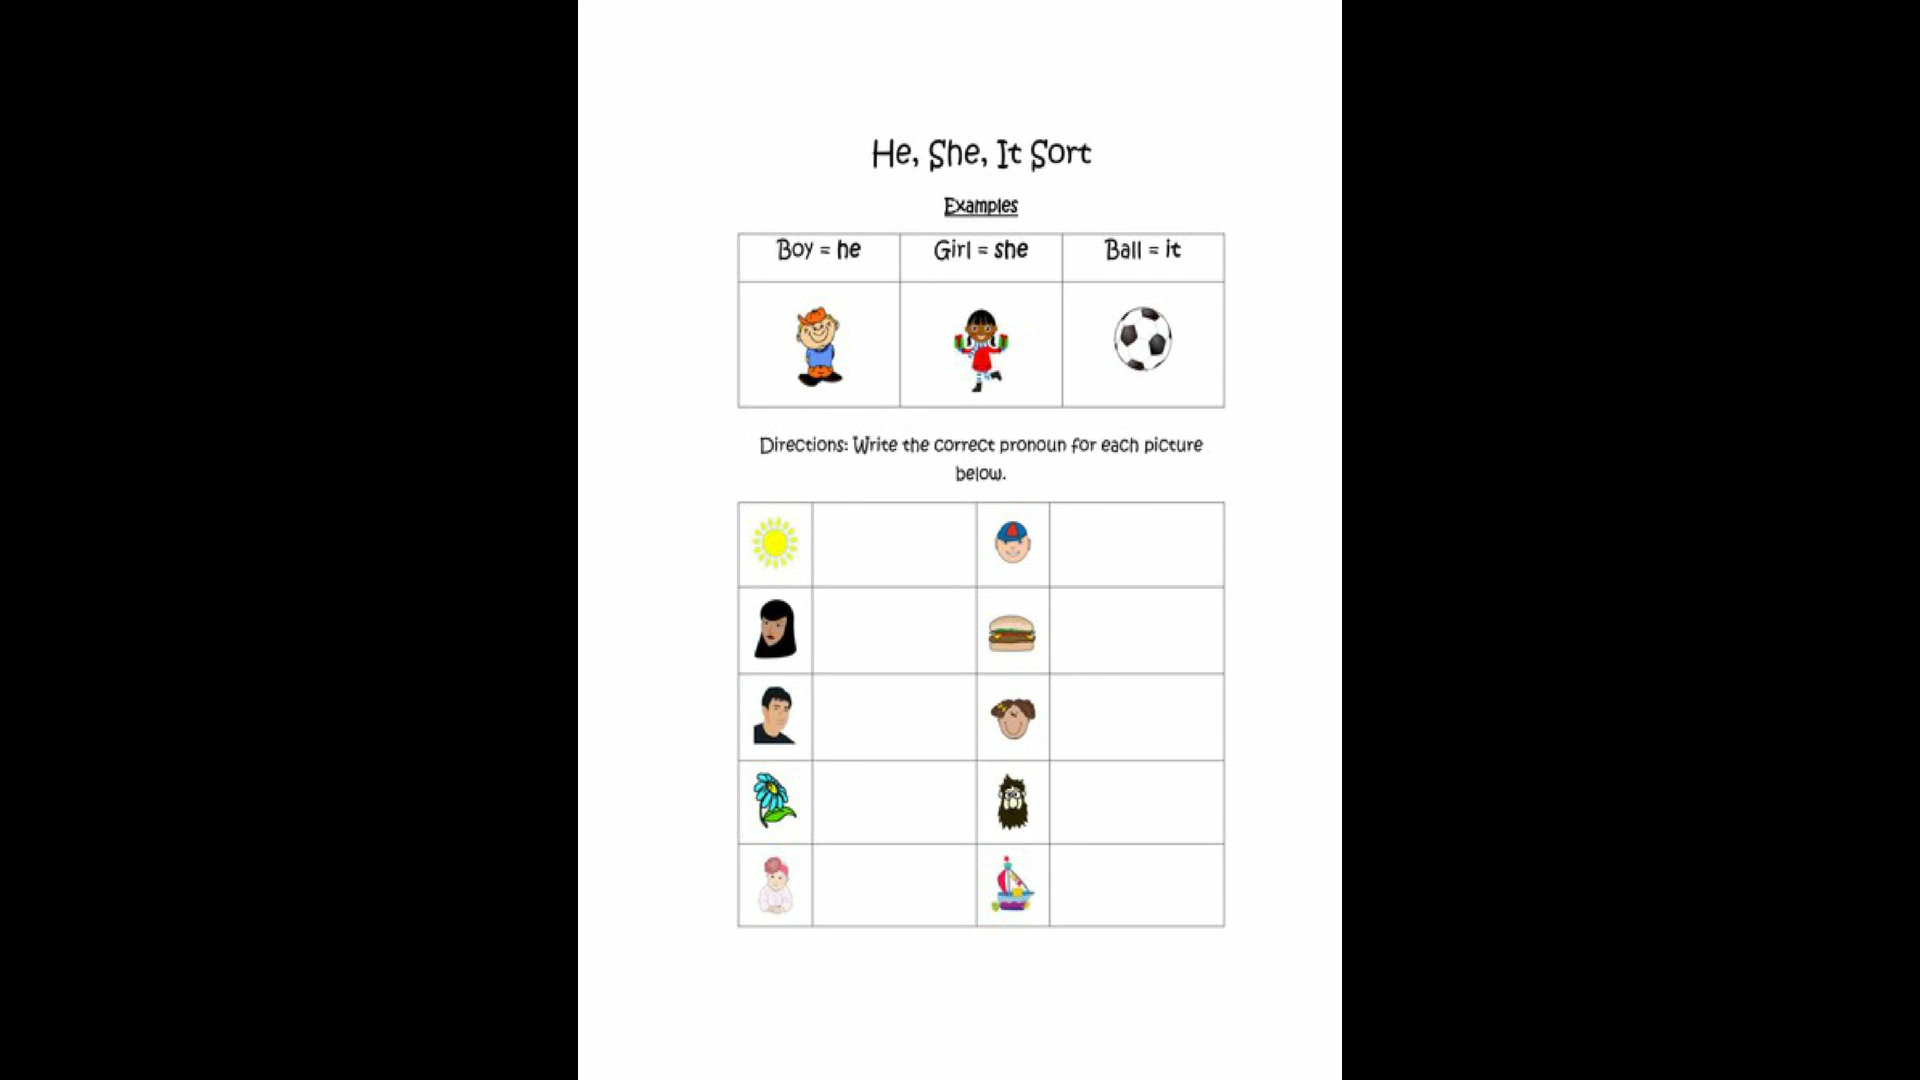 He, She, It Sort
Examples
Boy = he
Girl = she
Ball = it
Directions: Write the correct pronoun for each picture
below.